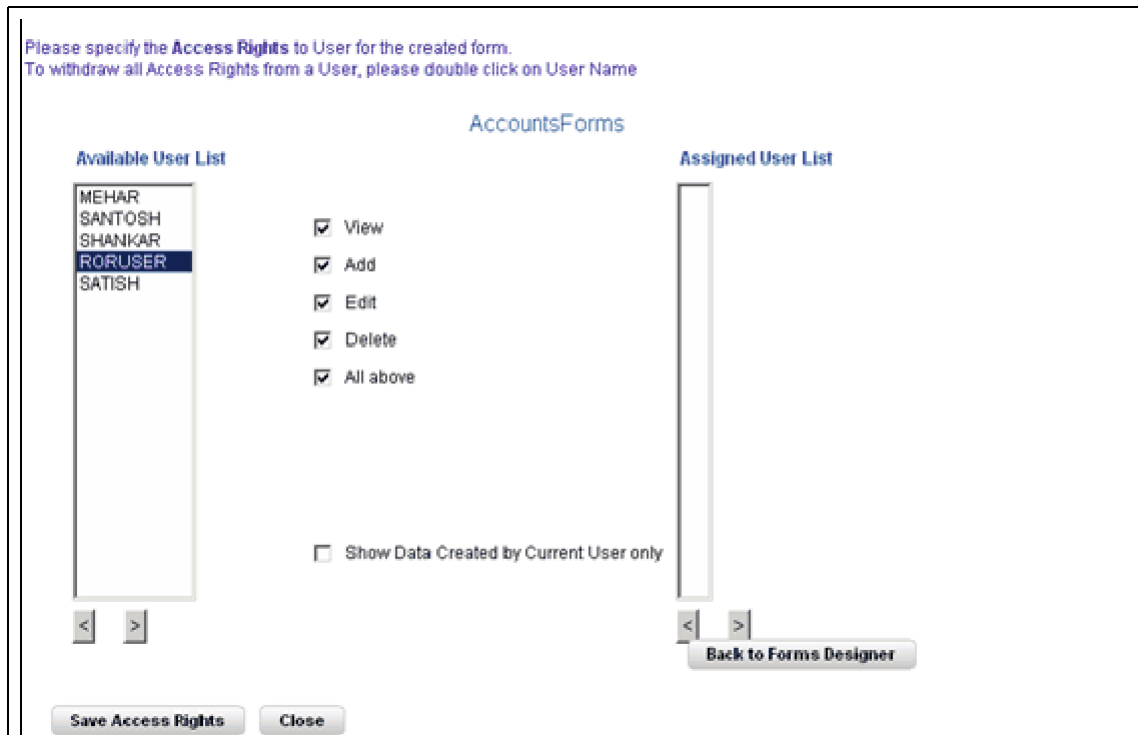 Please specify the Access Rights to User for the created form.
To withdraw all Access Rights from a User, please double click on User Name
AccountsForms
Available User List
Assigned User List
MEHAR
SANTOSH
SHANKAR
RORUSER
SATISH
View
Add
Edit
Delete
All above
Show Data Created by Current User only
< >
< >
Back to Forms Designer
Save Access Rights Close